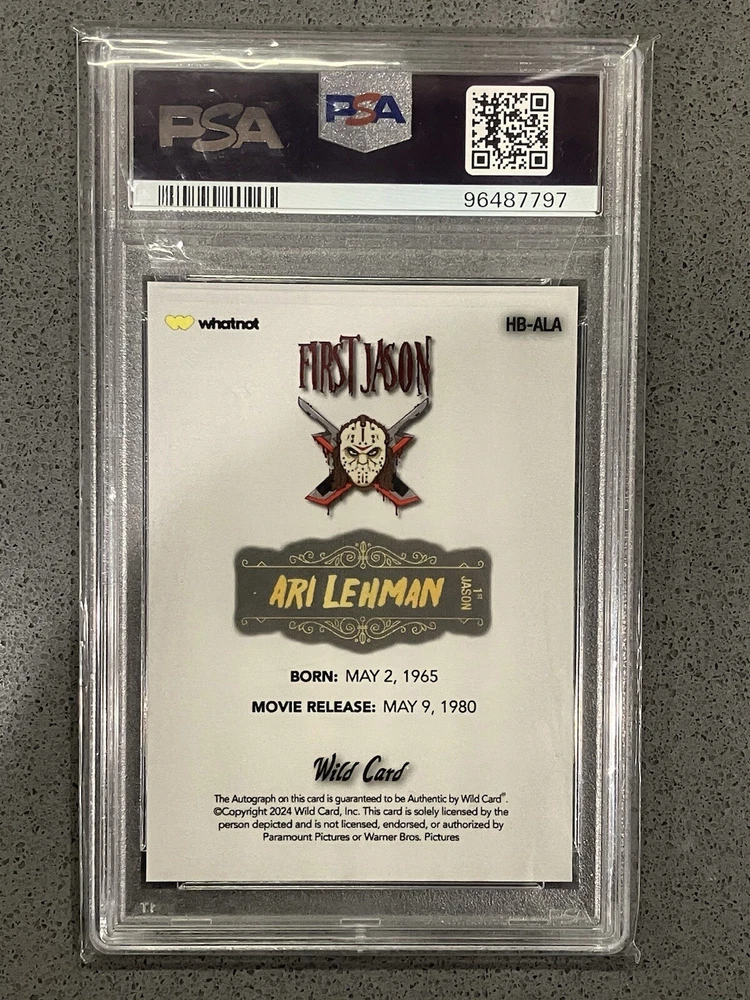 PSA
PSA
96487797
whatnot
HB-ALA
FIRST JASON
ARI LEHMAN
1st JASON
BORN: MAY 2, 1965
MOVIE RELEASE: MAY 9, 1980
Wild Card
The Autograph on this card is guaranteed to be Authentic by Wild Card®.
©Copyright 2024 Wild Card, Inc. This card is solely licensed by the
person depicted and is not licensed, endorsed, or authorized by
Paramount Pictures or Warner Bros. Pictures
PSA